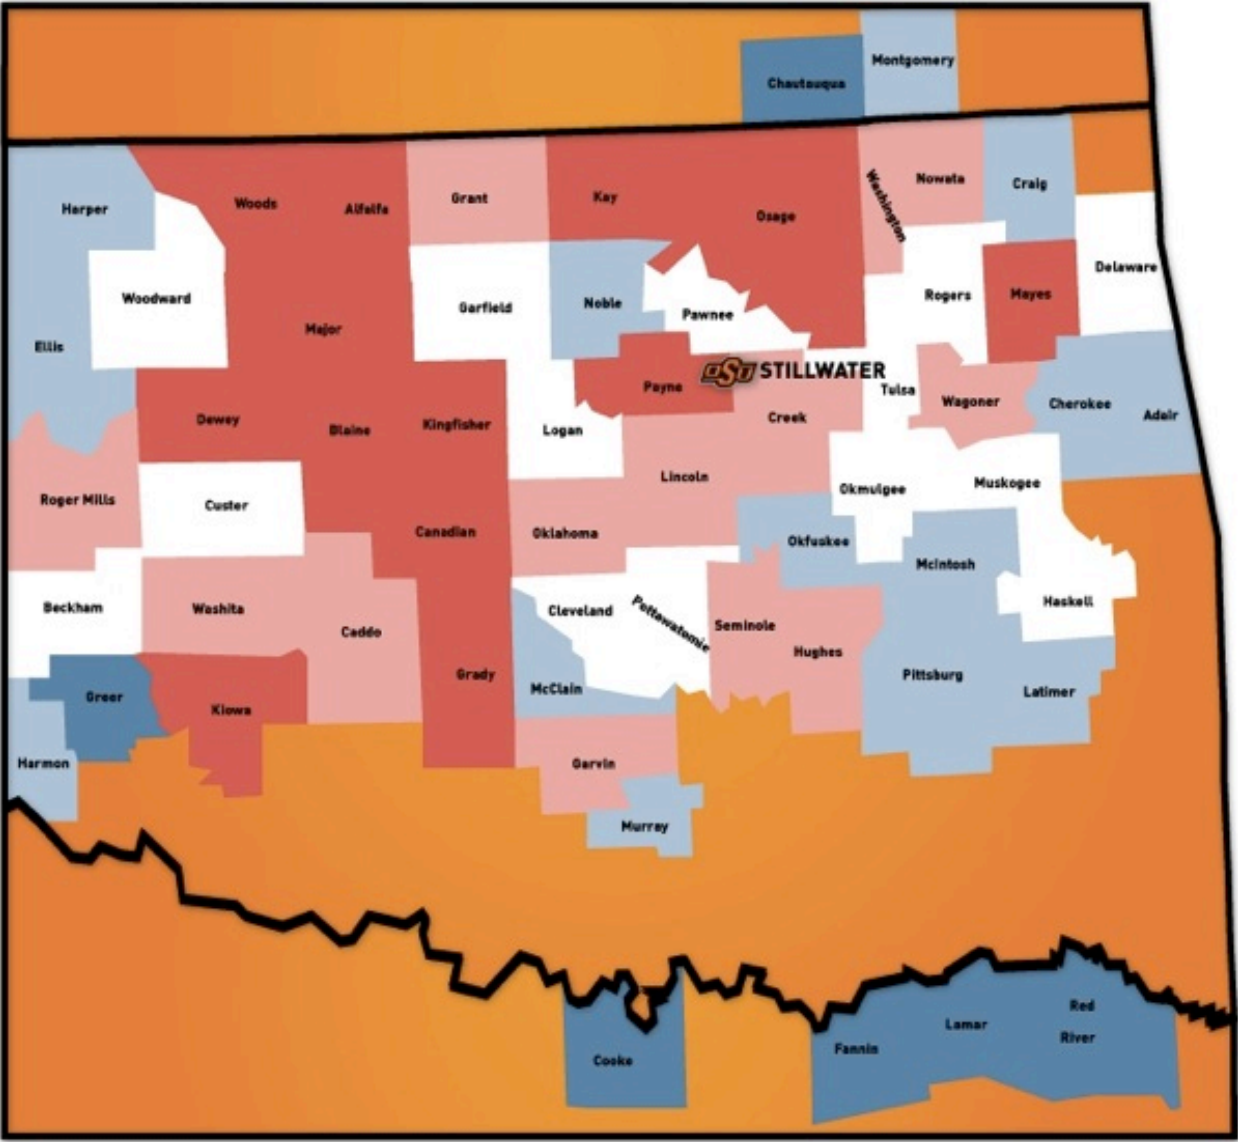 Montgomery
Chautauqua
Harper
Woods
Alfalfa
Grant
Kay
Osage
Washington
Nowata
Craig
Woodward
Garfield
Noble
Pawnee
Rogers
Mayes
Delaware
Ellis
Major
Payne
OSU
STILLWATER
Tulsa
Wagoner
Cherokee
Adair
Dewey
Blaine
Kingfisher
Logan
Creek
Roger Mills
Custer
Lincoln
Okmulgee
Muskogee
Canadian
Oklahoma
Okfuskee
McIntosh
Beckham
Washita
Caddo
Cleveland
Pottawatomie
Seminole
Hughes
Haskell
Greer
Kiowa
Grady
McClain
Pittsburg
Latimer
Harmon
Garvin
Murray
Cooke
Fannin
Lamar
Red
River